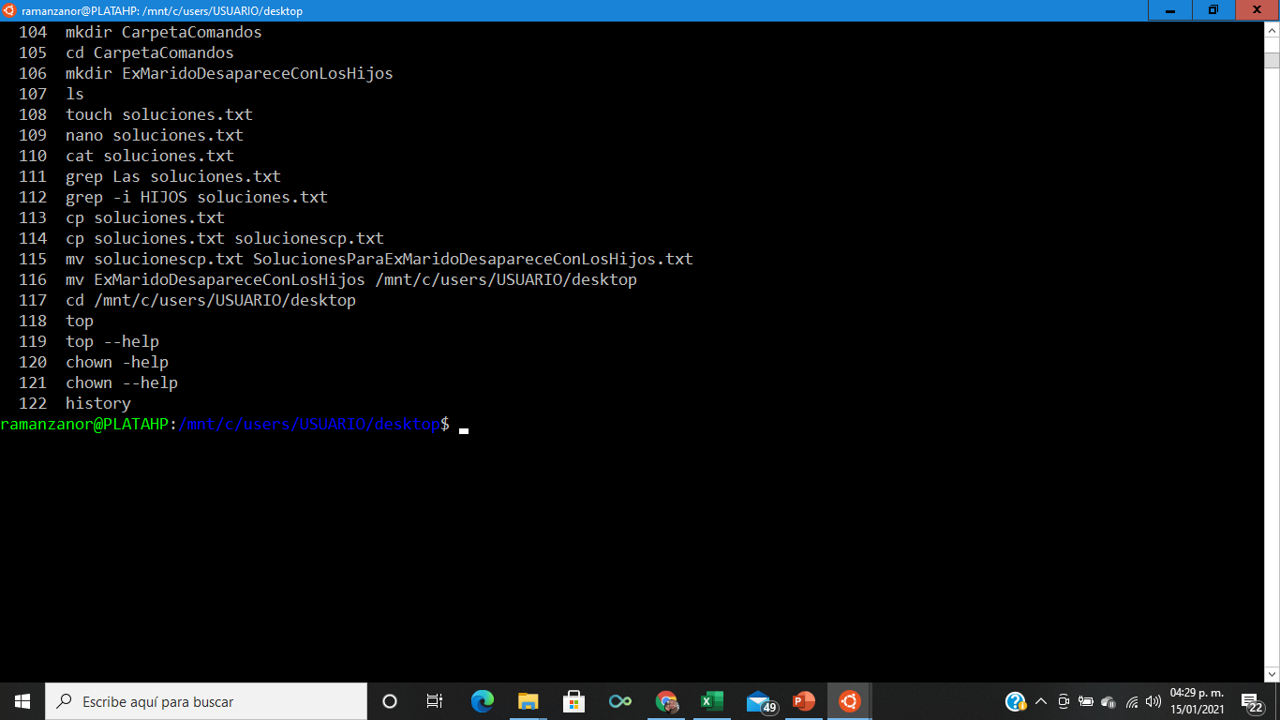 ramanzanor@PLATAHP: /mnt/c/users/USUARIO/desktop
104 mkdir CarpetaComandos
105 cd CarpetaComandos
106 mkdir ExMaridoDesapareceConLosHijos
107 ls
108 touch soluciones.txt
109 nano soluciones.txt
110 cat soluciones.txt
111 grep Las soluciones.txt
112 grep -i HIJOS soluciones.txt
113 cp soluciones.txt
114 cp soluciones.txt solucionescp.txt
115 mv solucionescp.txt SolucionesParaExMaridoDesapareceConLosHijos.txt
116 mv ExMaridoDesapareceConLosHijos /mnt/c/users/USUARIO/desktop
117 cd /mnt/c/users/USUARIO/desktop
118 top
119 top --help
120 chown -help
121 chown --help
122 history
ramanzanor@PLATAHP:/mnt/c/users/USUARIO/desktop$
Escribe aquí para buscar
49
04:29 p. m.
15/01/2021
22